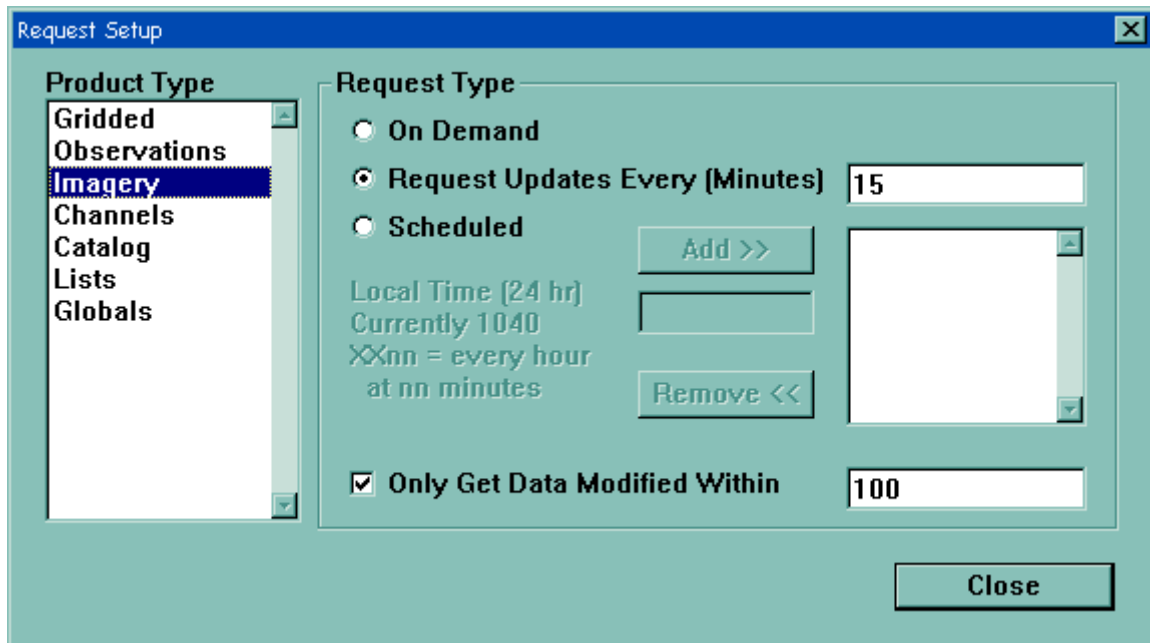 Request Setup
Product Type
Gridded
Observations
Imagery
Channels
Catalog
Lists
Globals
Request Type
On Demand
Request Updates Every (Minutes)
15
Scheduled
Add >>
Local Time (24 hr)
Currently 1040
XXnn = every hour
at nn minutes
Remove <<
Only Get Data Modified Within
100
Close